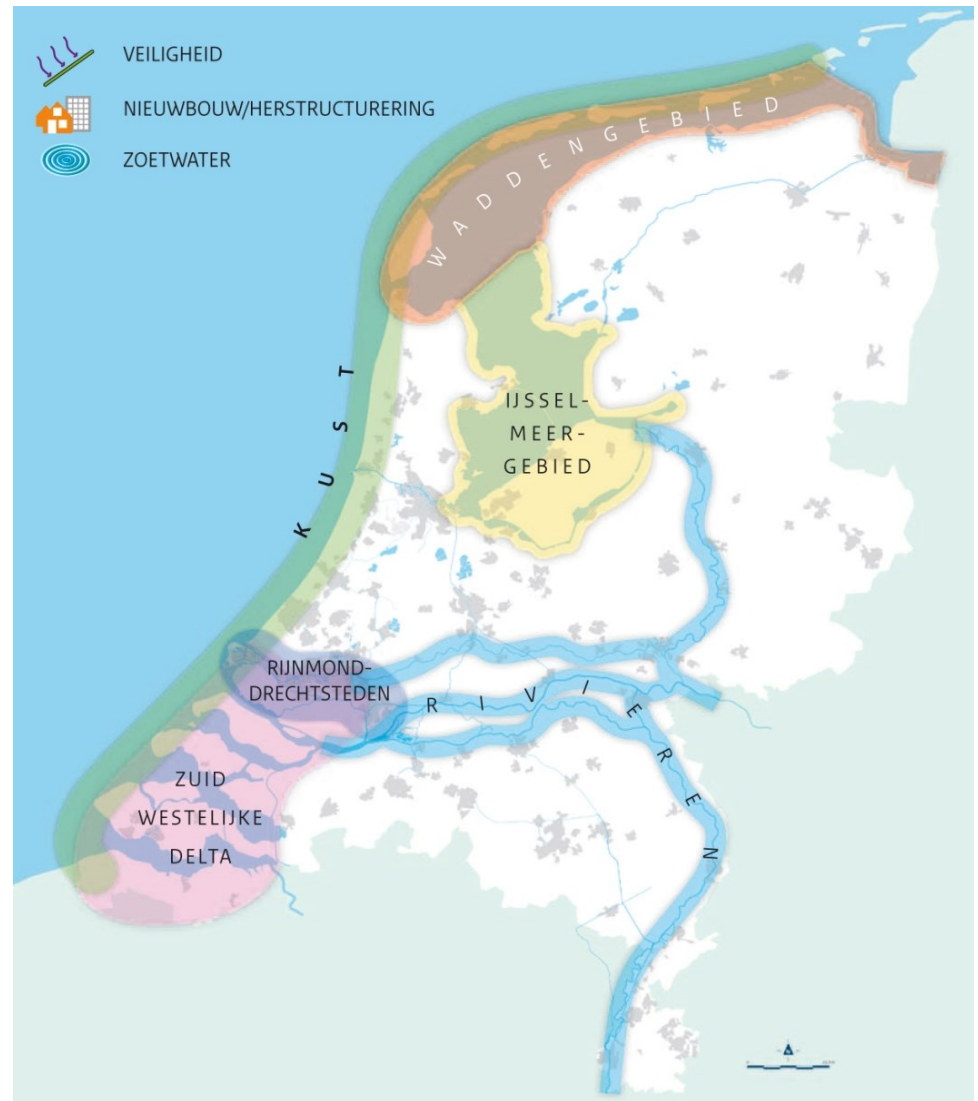 VEILIGHEID
NIEUWBOUW/HERSTRUCTURERING
ZOETWATER
WADDENGEBIED
KUST
IJSSEL-
MEER-
GEBIED
RIJNMOND-
DRECHTSTEDEN
RIVIEREN
ZUID
WESTELIJKE
DELTA